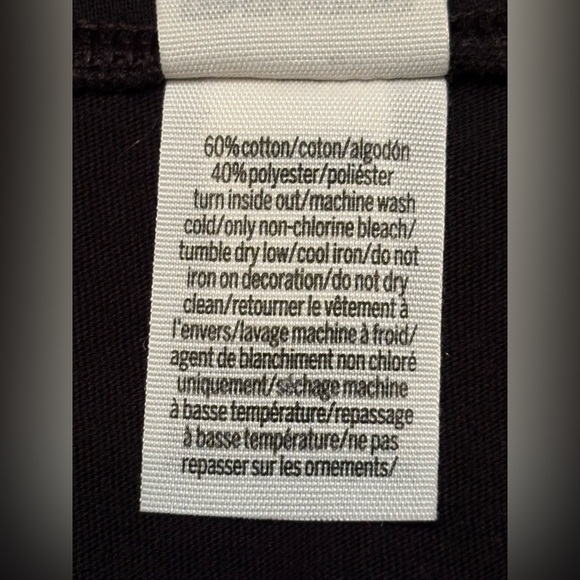 60%cotton/coton/algodón
40%polyester/poliéster
turn inside out/machine wash
cold/only non-chlorine bleach/
tumble dry low/cool iron/do not
iron on decoration/do not dry
clean/retourner le vêtement à
l'envers/lavage machine à froid/
agent de blanchiment non chloré
uniquement/séchage machine
à basse température/repassage
à basse température/ne pas
repasser sur les ornements/